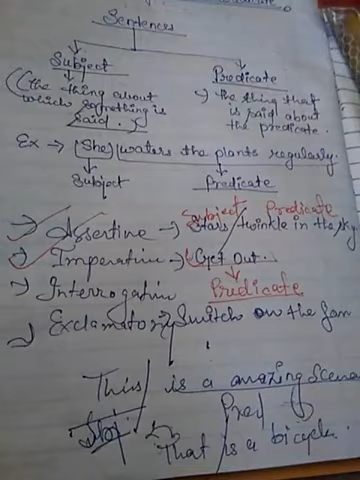 Sentences
Subject Predicate
(The thing about which something is said.)
→ The thing that is said about the predicate.
Ex → (She) waters the plants regularly.
Subject Predicate
Subject Predicate
→ Assertive → Stars twinkle in the sky
→ Imperative → Get out.
Predicate
→ Interrogative
→ Exclamatory Switch on the fan
This is a amazing Scena
Subj. Pred
That is a bicycle.